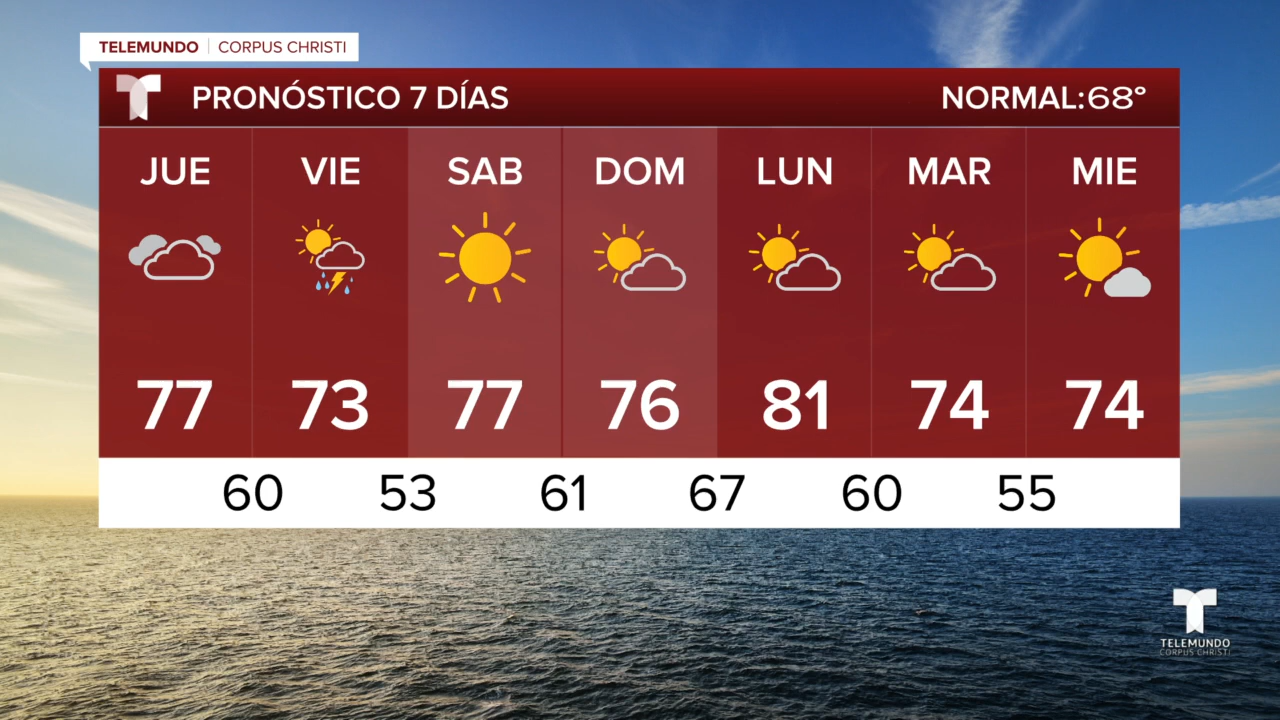 TELEMUNDO | CORPUS CHRISTI
PRONÓSTICO 7 DÍAS NORMAL:68°
JUE VIE SAB DOM LUN MAR MIE
77 73 77 76 81 74 74
60 53 61 67 60 55
TELEMUNDO
CORPUS CHRISTI